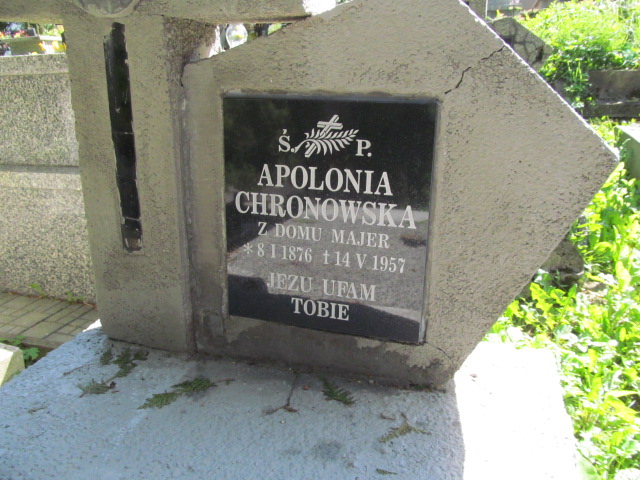 Ś. P.
APOLONIA
CHRONOWSKA
Z DOMU MAJER
* 8 I 1876 † 14 V 1957
JEZU UFAM
TOBIE